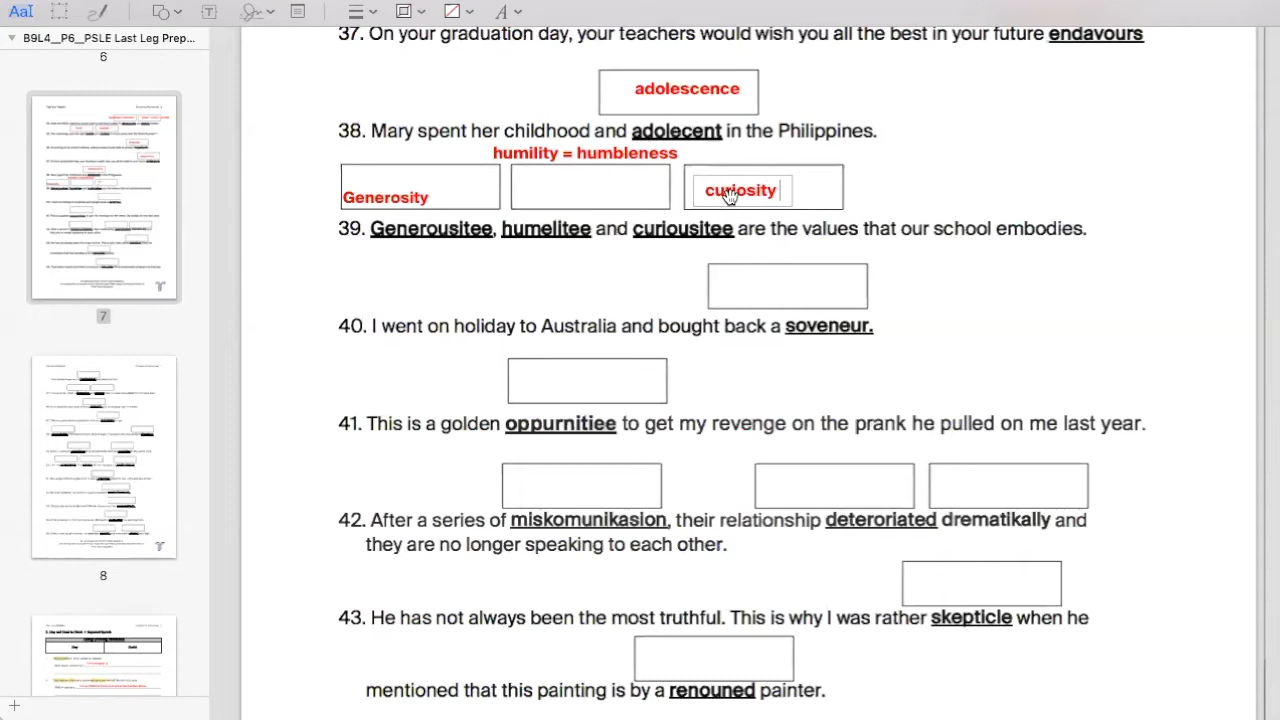 AaI
A
B9L4__P6__PSLE Last Leg Prep...
6
7
8
37. On your graduation day, your teachers would wish you all the best in your future endavours
adolescence
38. Mary spent her childhood and adolecent in the Philippines.
humility / humbleness
Generosity
curiosity
39. Generousitee, humelitee and curiousitee are the values that our school embodies.
40. I went on holiday to Australia and bought back a soveneur.
41. This is a golden oppurnitiee to get my revenge on the prank he pulled on me last year.
42. After a series of miscommunikasion, their relationship deteroriated drematikally and
they are no longer speaking to each other.
43. He has not always been the most truthful. This is why I was rather skepticle when he
mentioned that this painting is by a renouned painter.